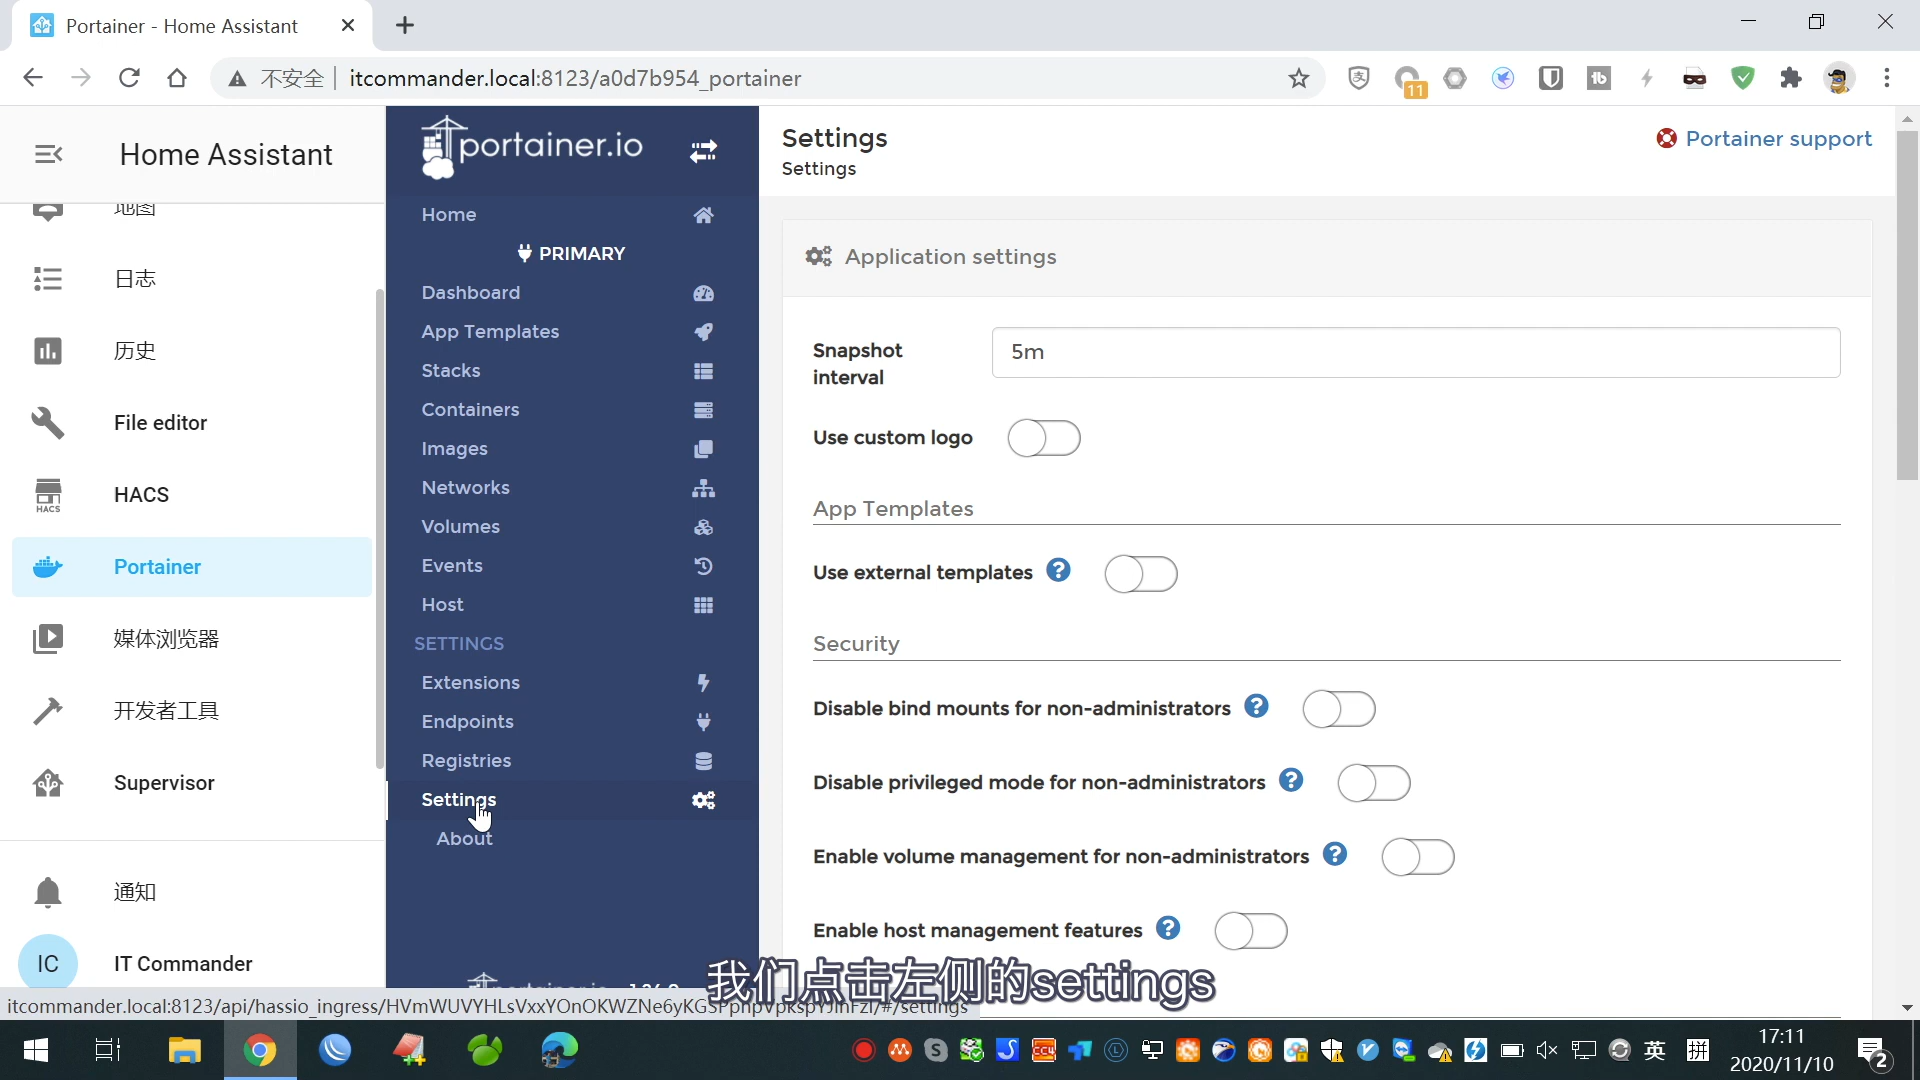 Portainer - Home Assistant
不安全 itcommander.local:8123/a0d7b954_portainer
11
Home Assistant
地图
日志
历史
File editor
HACS
HACS
Portainer
媒体浏览器
开发者工具
Supervisor
通知
IC IT Commander
portainer.io
Home
PRIMARY
Dashboard
App Templates
Stacks
Containers
Images
Networks
Volumes
Events
Host
SETTINGS
Extensions
Endpoints
Registries
Settings
About
Settings
Settings
Portainer support
Application settings
Snapshot
interval
5m
Use custom logo
App Templates
Use external templates
Security
Disable bind mounts for non-administrators
Disable privileged mode for non-administrators
Enable volume management for non-administrators
Enable host management features
我们点击左侧的settings
英 拼
17:11
2020/11/10
2